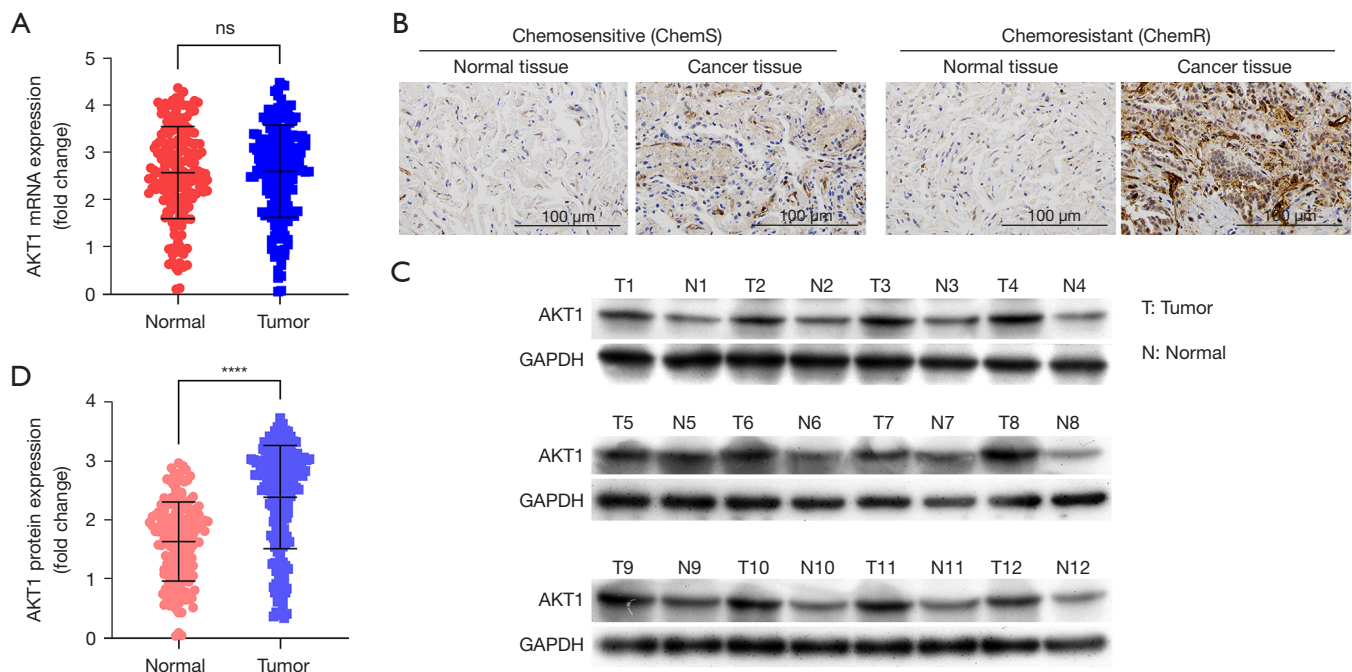 A
ns
AKT1 mRNA expression
(fold change)
5
4
3
2
1
0
Normal Tumor
B
Chemosensitive (ChemS) Chemoresistant (ChemR)
Normal tissue Cancer tissue Normal tissue Cancer tissue
100 μm 100 μm 100 μm 100 μm
C
T1 N1 T2 N2 T3 N3 T4 N4
AKT1
GAPDH
T: Tumor
N: Normal
T5 N5 T6 N6 T7 N7 T8 N8
AKT1
GAPDH
T9 N9 T10 N10 T11 N11 T12 N12
AKT1
GAPDH
D
****
AKT1 protein expression
(fold change)
4
3
2
1
0
Normal Tumor